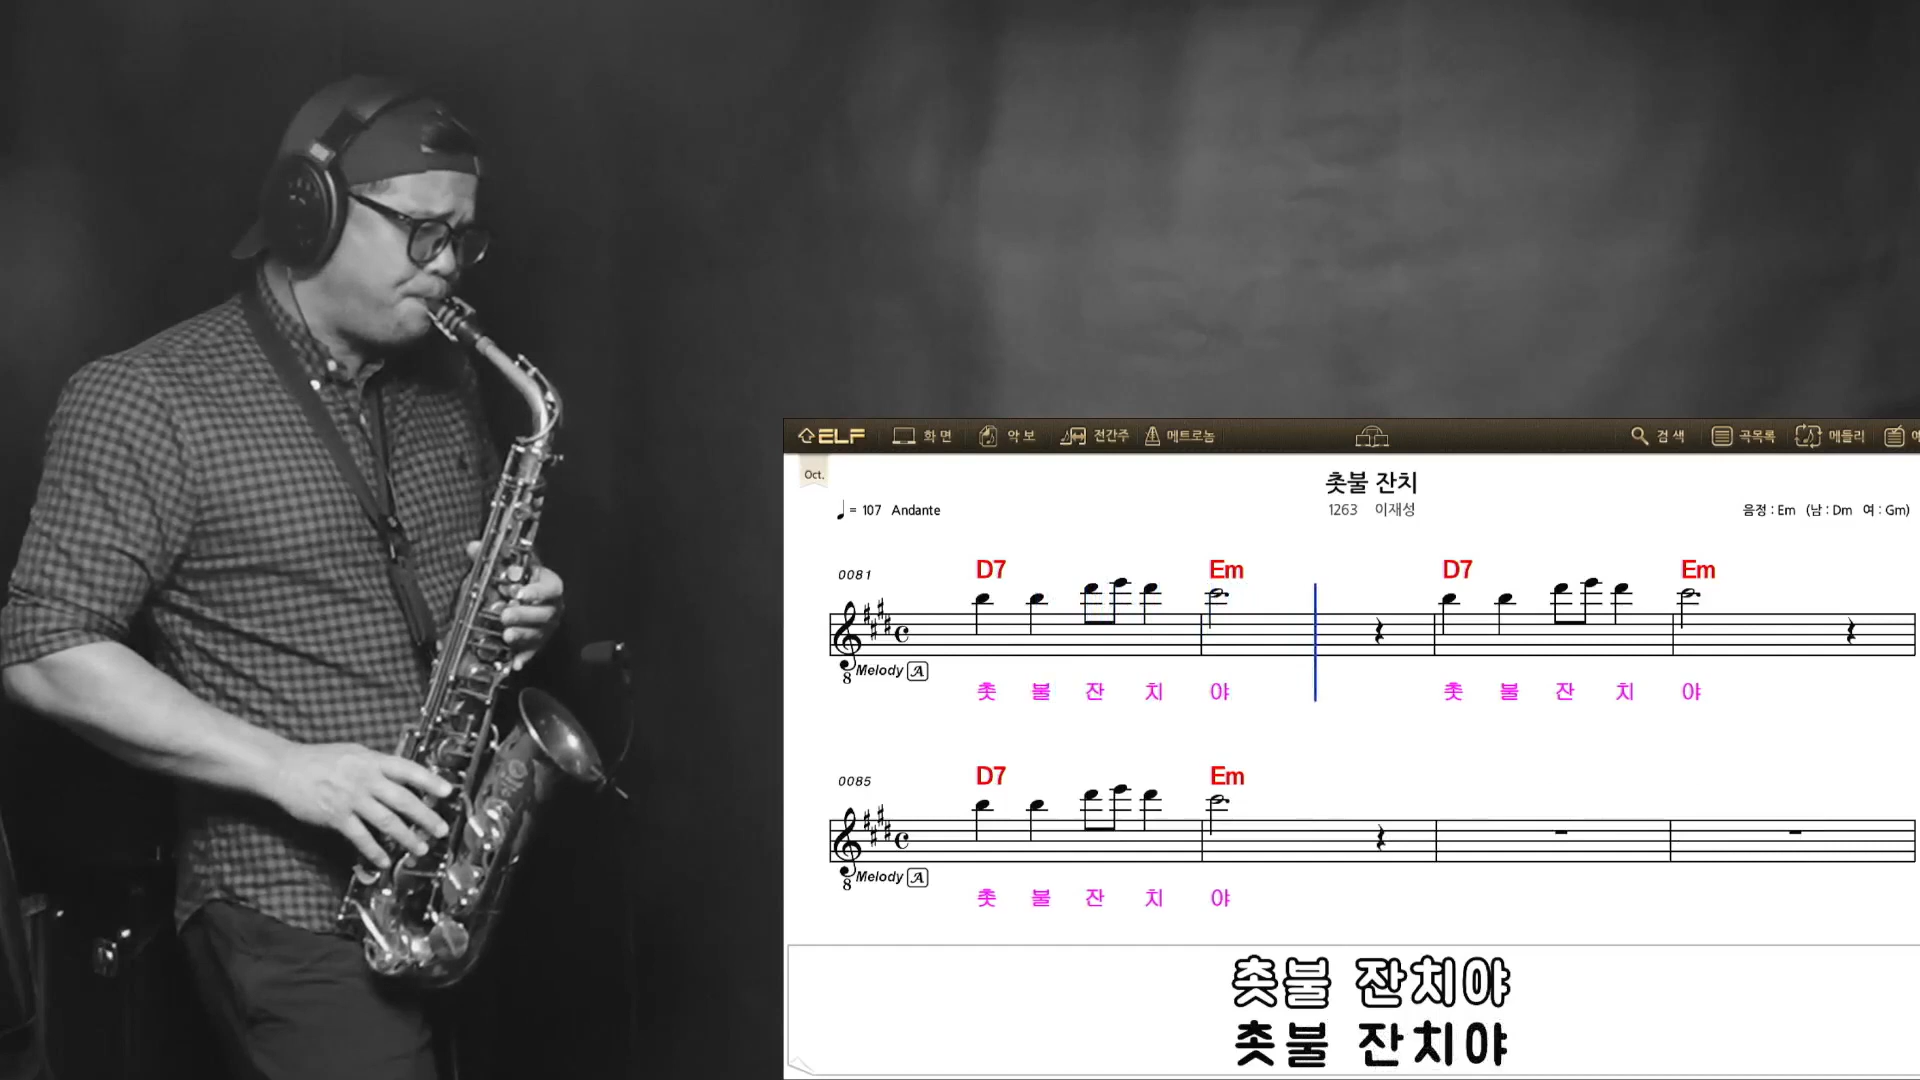 ELF 화면 악보 전간주 메트로놈 검색 곡목록 메들리
Oct.
촛불 잔치
= 107 Andante
1263 이재성
음정 : Em (남 : Dm 여 : Gm)
0081 D7 Em D7 Em
8 Melody A
촛 불 잔 치 야 촛 불 잔 치 야
0085 D7 Em
8 Melody A
촛 불 잔 치 야
촛불 잔치야
촛불 잔치야